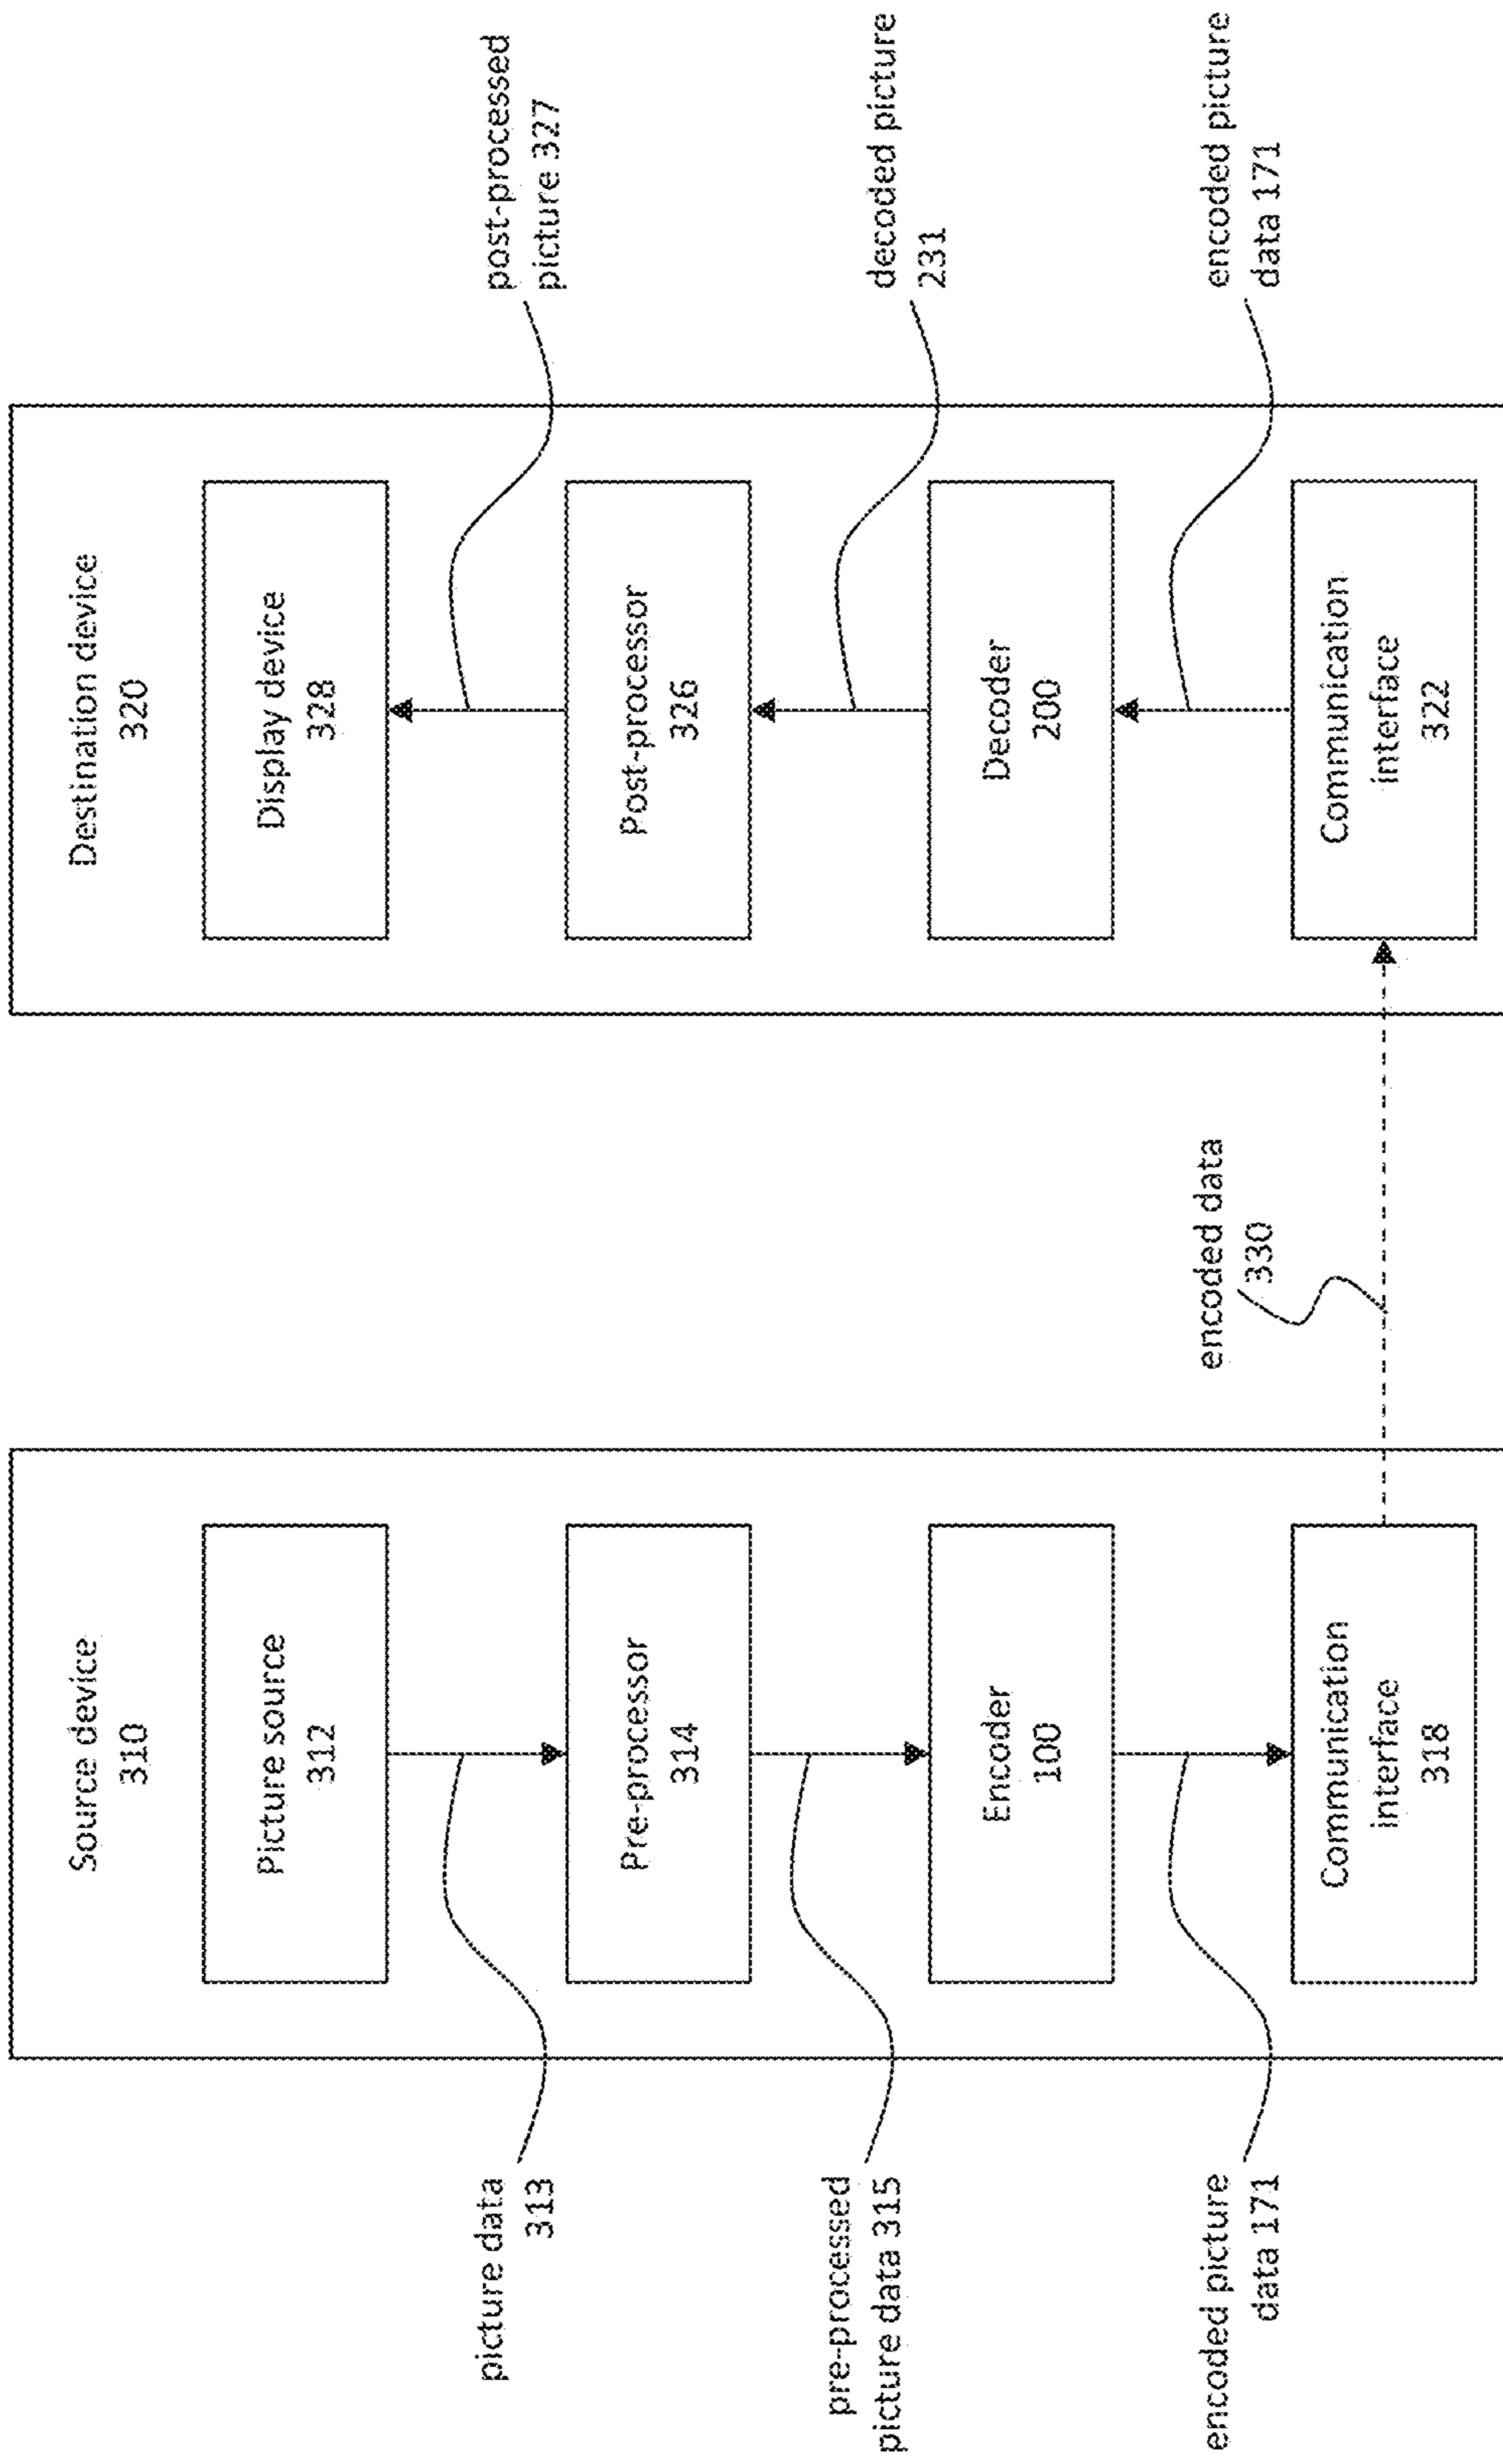 Source device
310
Picture source
312
picture data
313
Pre-processor
314
pre-processed
picture data 315
Encoder
100
encoded picture
data 171
Communication
interface
318
encoded data
330
Destination device
320
Display device
328
post-processed
picture 327
Post-processor
326
decoded picture
231
Decoder
200
encoded picture
data 171
Communication
interface
322